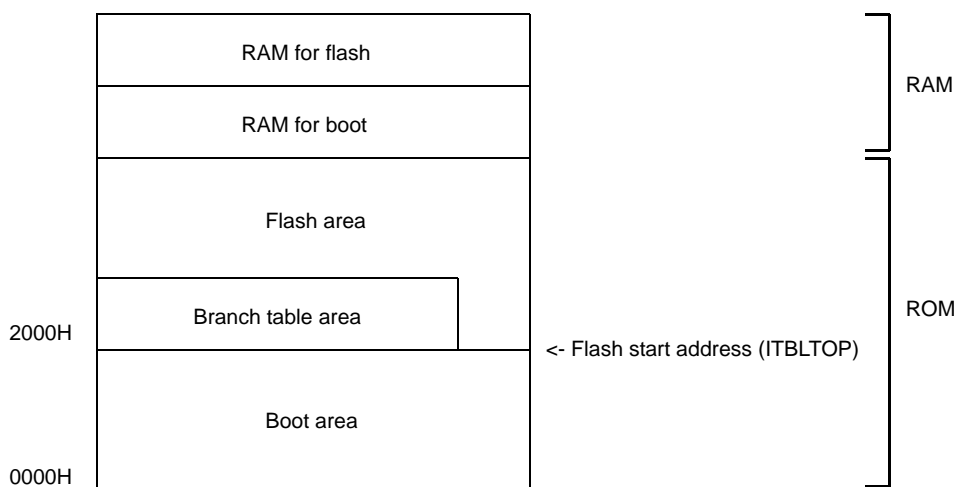 RAM for flash
RAM
RAM for boot
Flash area
ROM
Branch table area
2000H
<- Flash start address (ITBLTOP)
Boot area
0000H